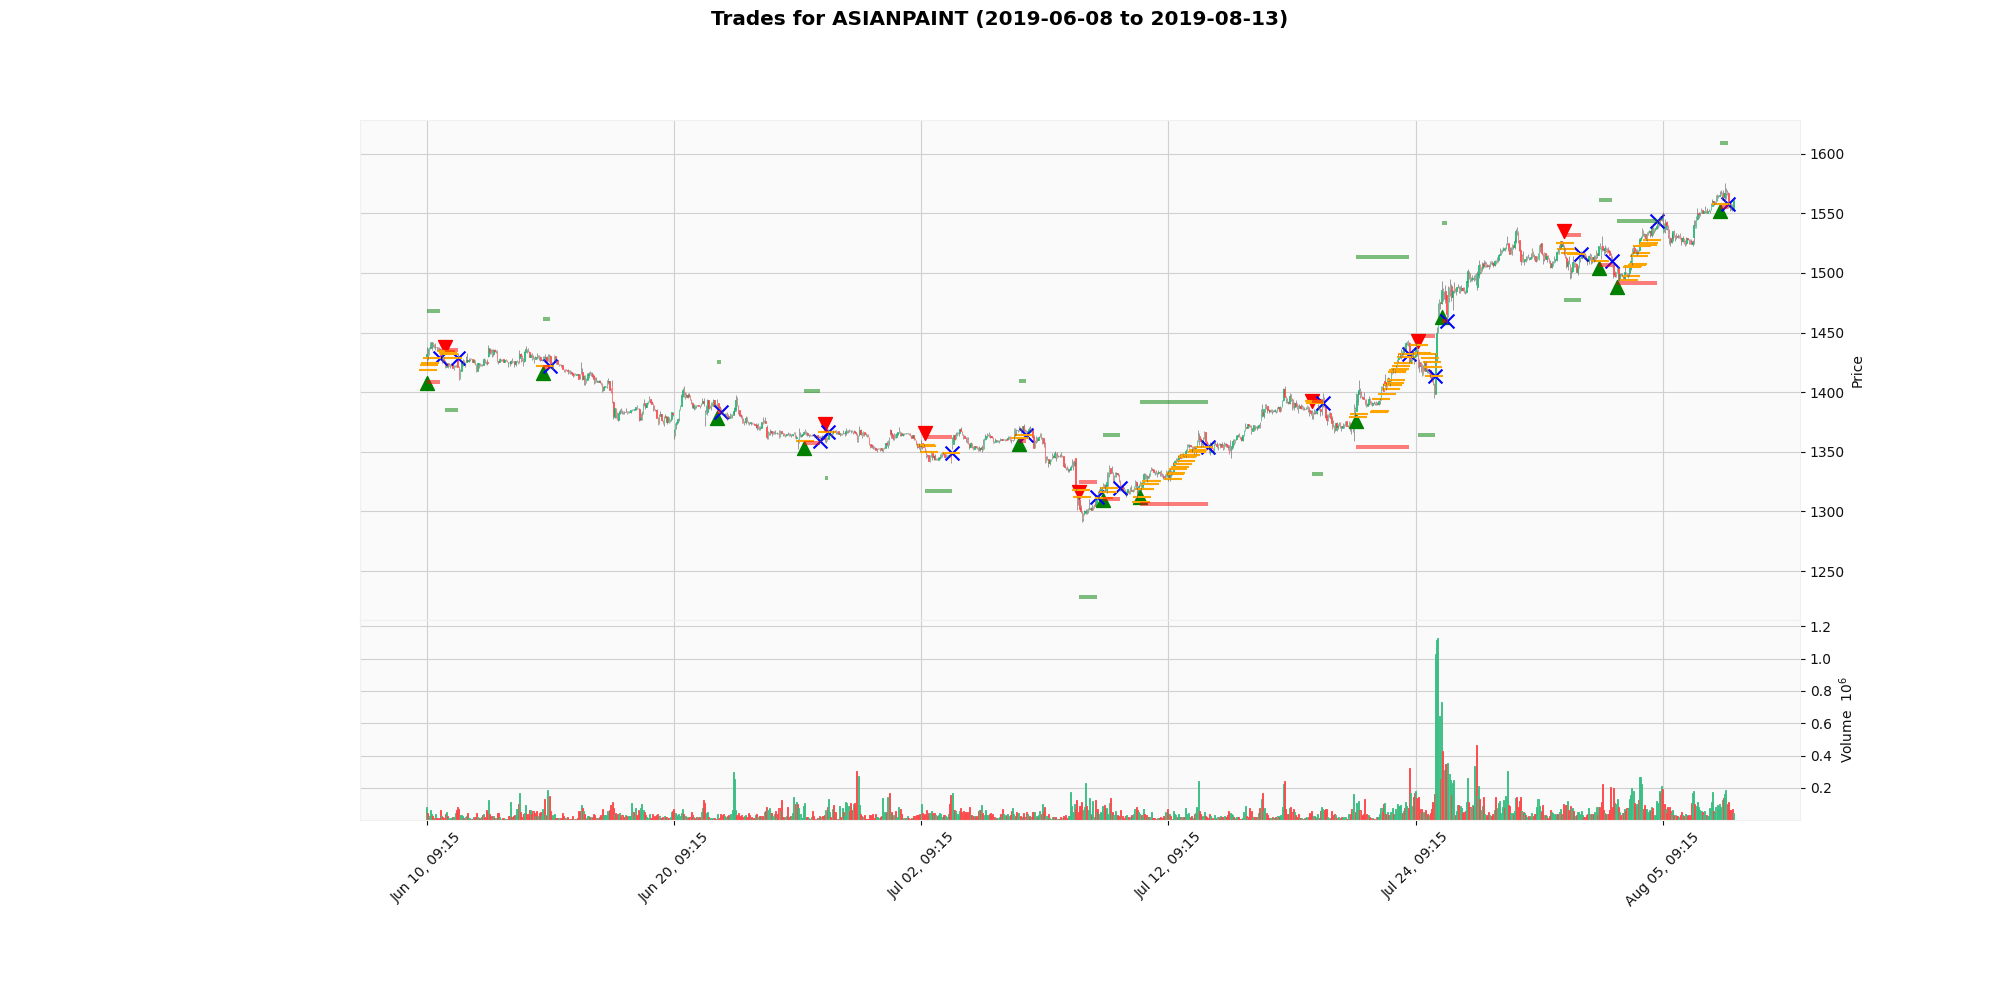 Trades for ASIANPAINT (2019-06-08 to 2019-08-13)
1600
1550
1500
1450
1400
1350
1300
1250
Price
1.2
1.0
0.8
0.6
0.4
0.2
Volume 10^6
Jun 10, 09:15
Jun 20, 09:15
Jul 02, 09:15
Jul 12, 09:15
Jul 24, 09:15
Aug 05, 09:15